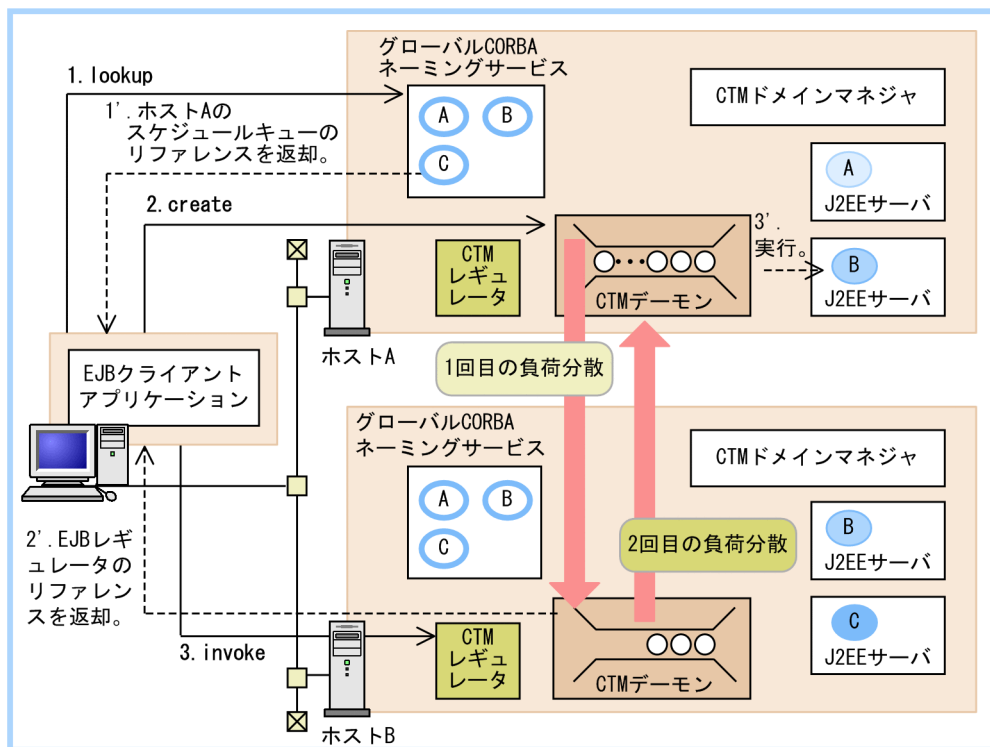 グローバルCORBA
ネーミングサービス
1.lookup
A
B
C
CTMドメインマネジャ
1'.ホストAの
スケジュールキューの
リファレンスを返却。
A
J2EEサーバ
2.create
3'.
実行。
CTM
レギュ
レータ
CTMデーモン
B
J2EEサーバ
ホストA
1回目の負荷分散
EJBクライアント
アプリケーション
グローバルCORBA
ネーミングサービス
A
B
C
CTMドメインマネジャ
B
J2EEサーバ
2回目の負荷分散
2'.EJBレギ
ュレータの
リファレン
スを返却。
C
J2EEサーバ
3.invoke
CTM
レギュ
レータ
CTMデーモン
ホストB